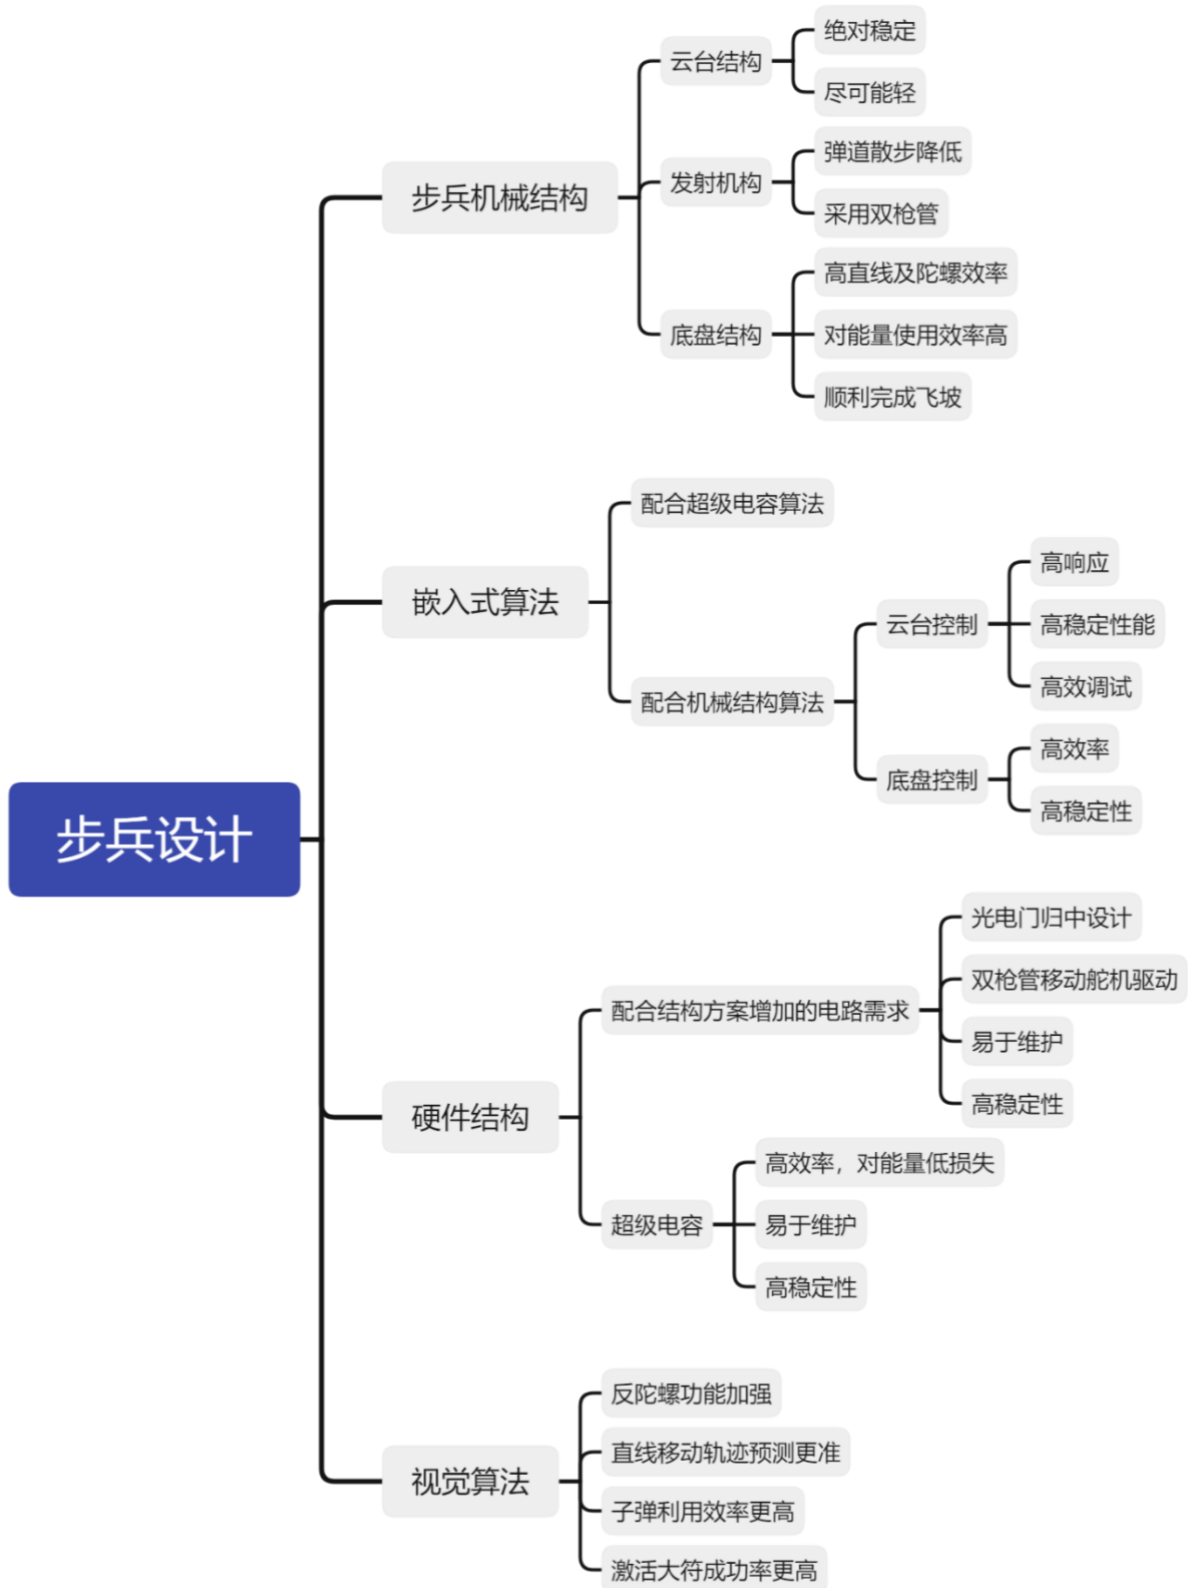 步兵设计
步兵机械结构
云台结构
绝对稳定
尽可能轻
发射机构
弹道散步降低
采用双枪管
底盘结构
高直线及陀螺效率
对能量使用效率高
顺利完成飞坡
嵌入式算法
配合超级电容算法
配合机械结构算法
云台控制
高响应
高稳定性能
高效调试
底盘控制
高效率
高稳定性
硬件结构
配合结构方案增加的电路需求
光电门归中设计
双枪管移动舵机驱动
易于维护
高稳定性
超级电容
高效率，对能量低损失
易于维护
高稳定性
视觉算法
反陀螺功能加强
直线移动轨迹预测更准
子弹利用效率更高
激活大符成功率更高